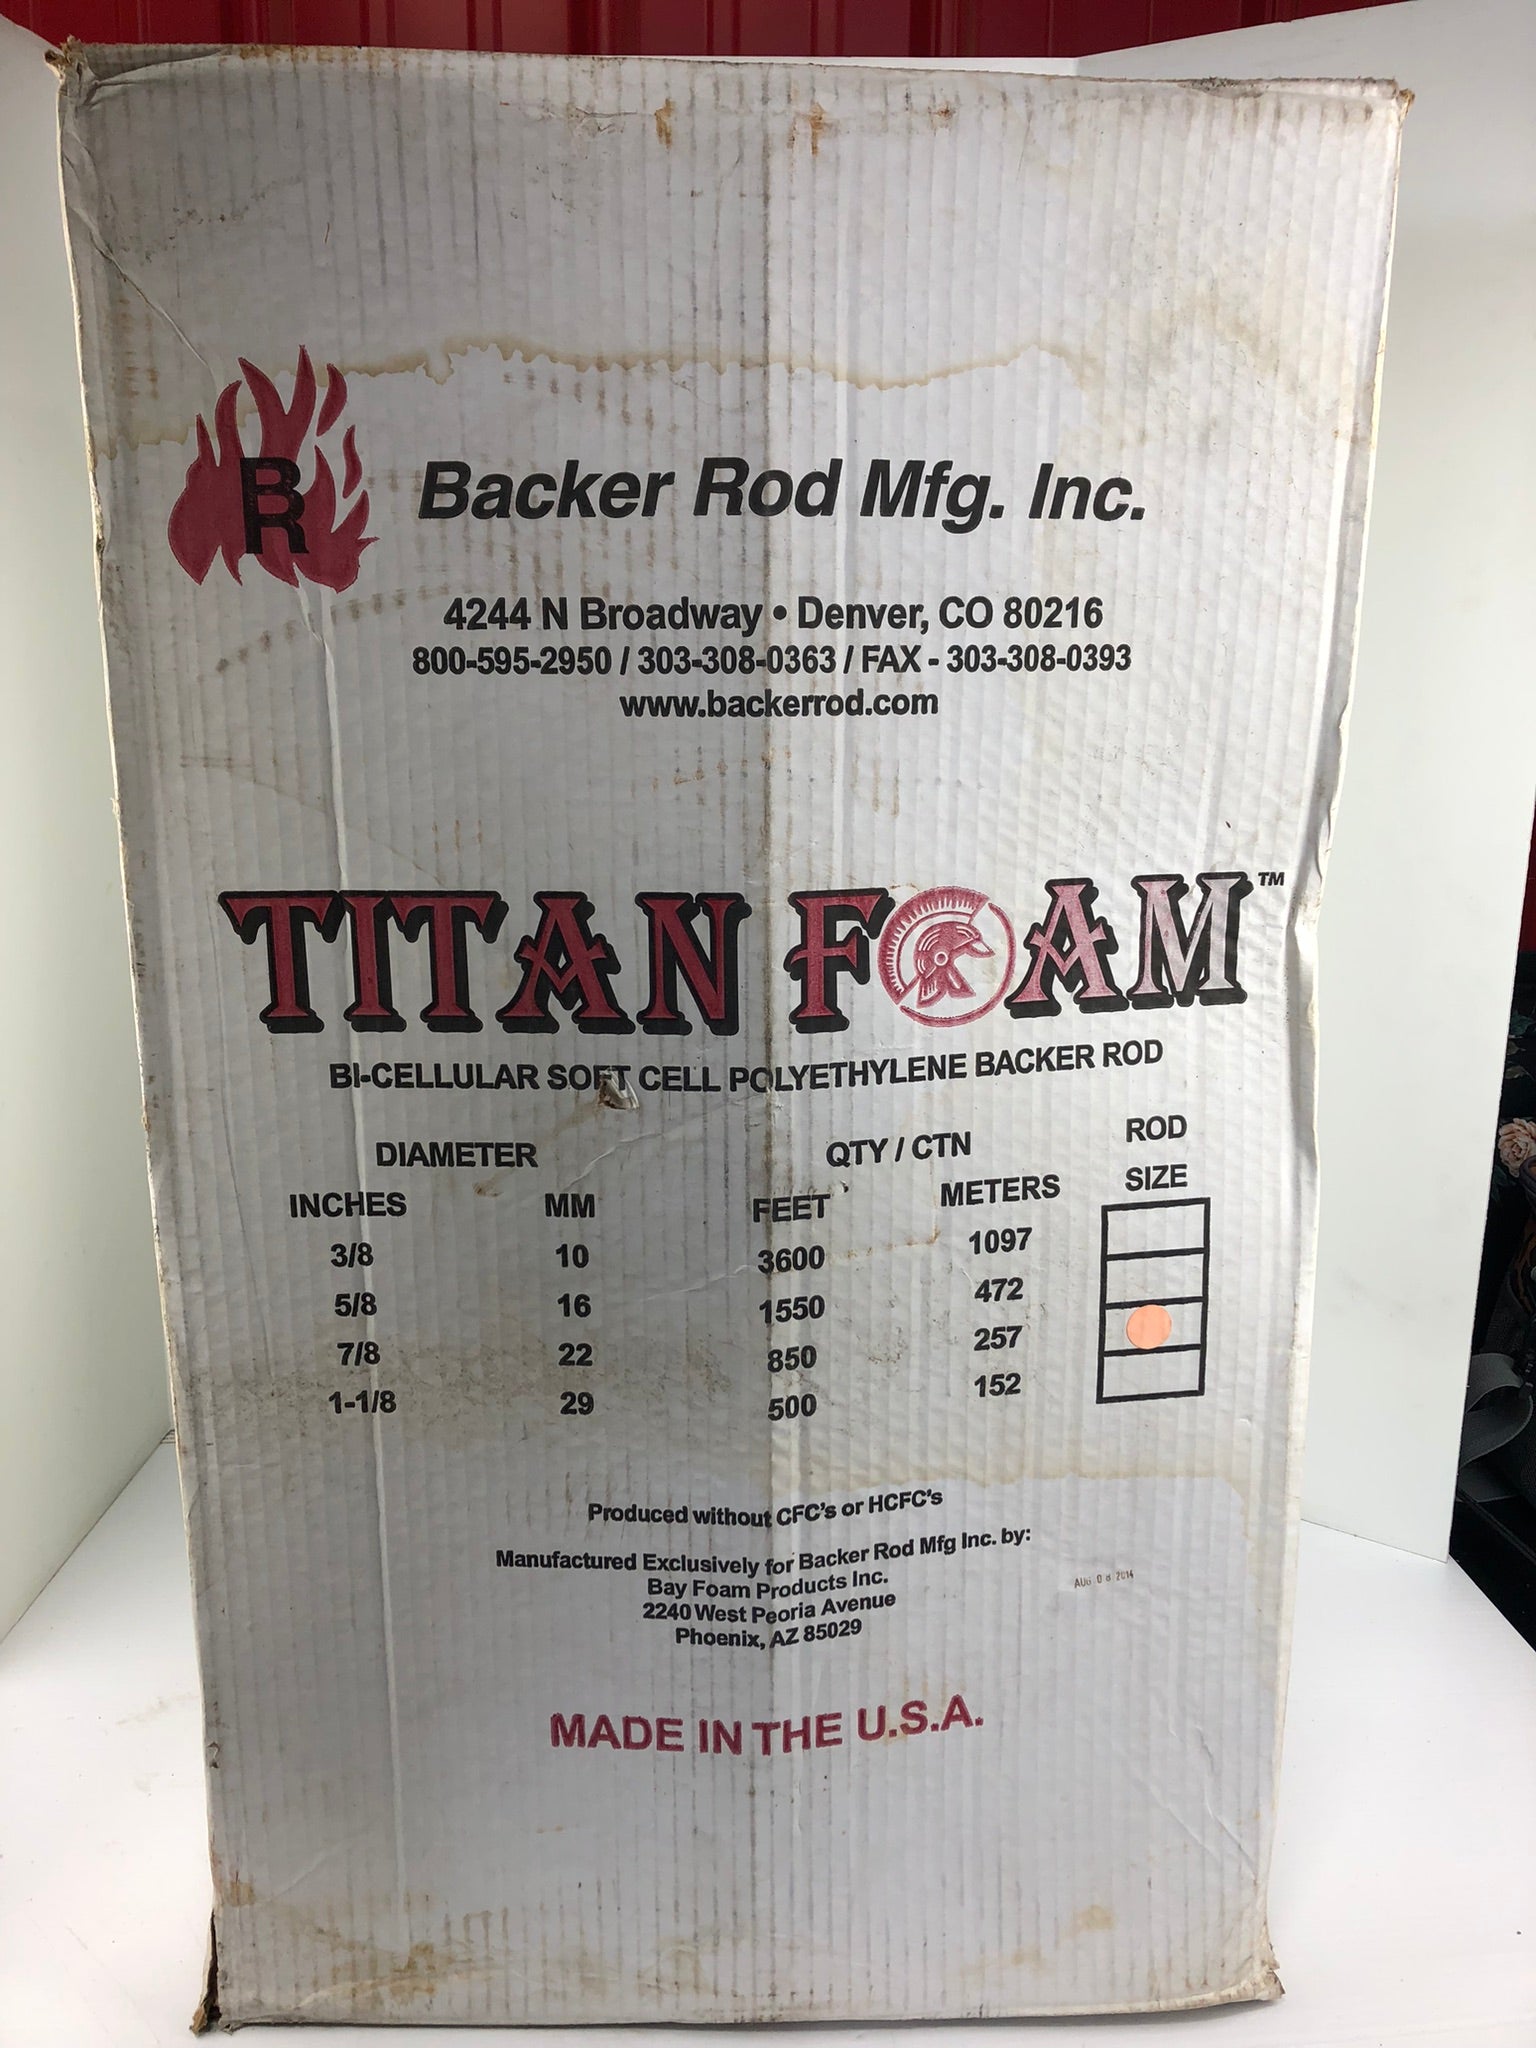 BR
Backer Rod Mfg. Inc.
4244 N Broadway • Denver, CO 80216
800-595-2950 / 303-308-0363 / FAX - 303-308-0393
www.backerrod.com
TITAN FOAM™
BI-CELLULAR SOFT CELL POLYETHYLENE BACKER ROD
DIAMETER QTY / CTN ROD
INCHES MM FEET METERS SIZE
3/8 10 3600 1097
5/8 16 1550 472
7/8 22 850 257
1-1/8 29 500 152
Produced without CFC's or HCFC's
Manufactured Exclusively for Backer Rod Mfg Inc. by:
Bay Foam Products Inc.
2240 West Peoria Avenue
Phoenix, AZ 85029
AUG 08 2014
MADE IN THE U.S.A.